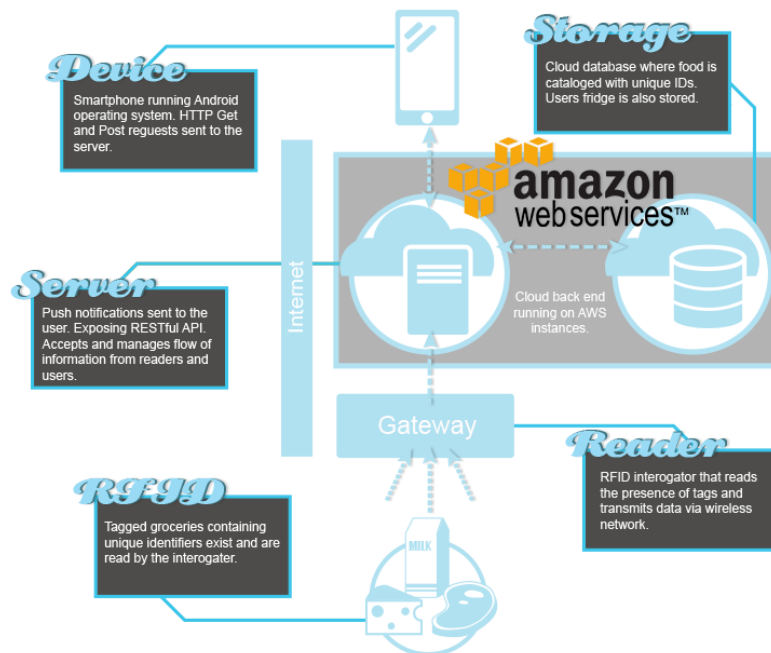 Device
Smartphone running Android
operating system. HTTP Get
and Post reguests sent to the
server.
Storage
Cloud database where food is
cataloged with unique IDs.
Users fridge is also stored.
amazon
webservices™
Server
Push notifications sent to the
user. Exposing RESTful API.
Accepts and manages flow of
information from readers and
users.
Internet
Cloud back end
running on AWS
instances.
Gateway
Reader
RFID interogator that reads
the presence of tags and
transmits data via wireless
network.
RFID
Tagged groceries containing
unique identifiers exist and are
read by the interogater.
MILK